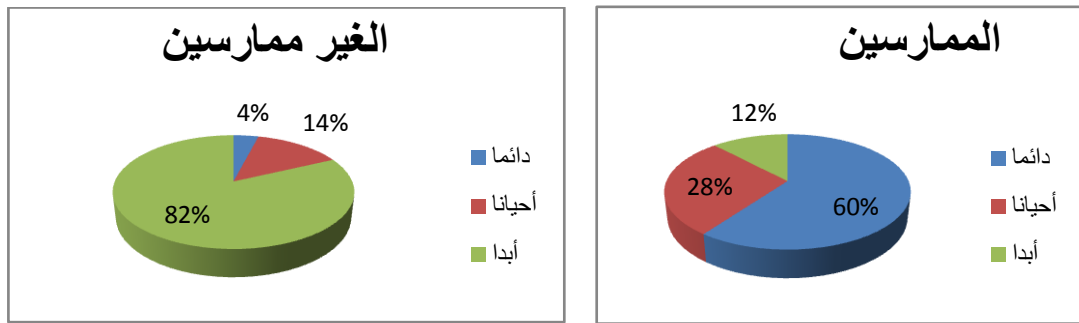 الممارسين
12%
28%
60%
دائما
أحيانا
أبدا
الغير ممارسين
4%
14%
82%
دائما
أحيانا
أبدا